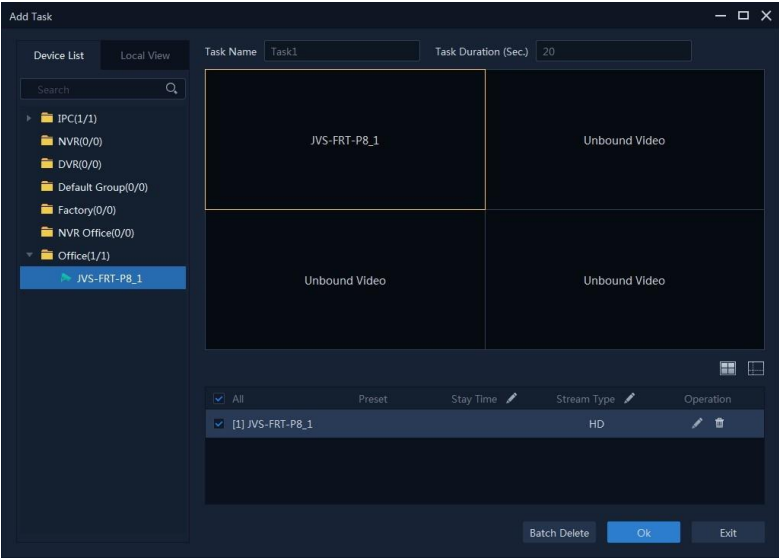 Add Task
Device List Local View
Task Name Task1 Task Duration (Sec.) 20
Search
IPC(1/1)
NVR(0/0)
DVR(0/0)
Default Group(0/0)
Factory(0/0)
NVR Office(0/0)
Office(1/1)
JVS-FRT-P8_1
JVS-FRT-P8_1 Unbound Video
Unbound Video Unbound Video
All Preset Stay Time Stream Type Operation
[1] JVS-FRT-P8_1 HD
Batch Delete Ok Exit